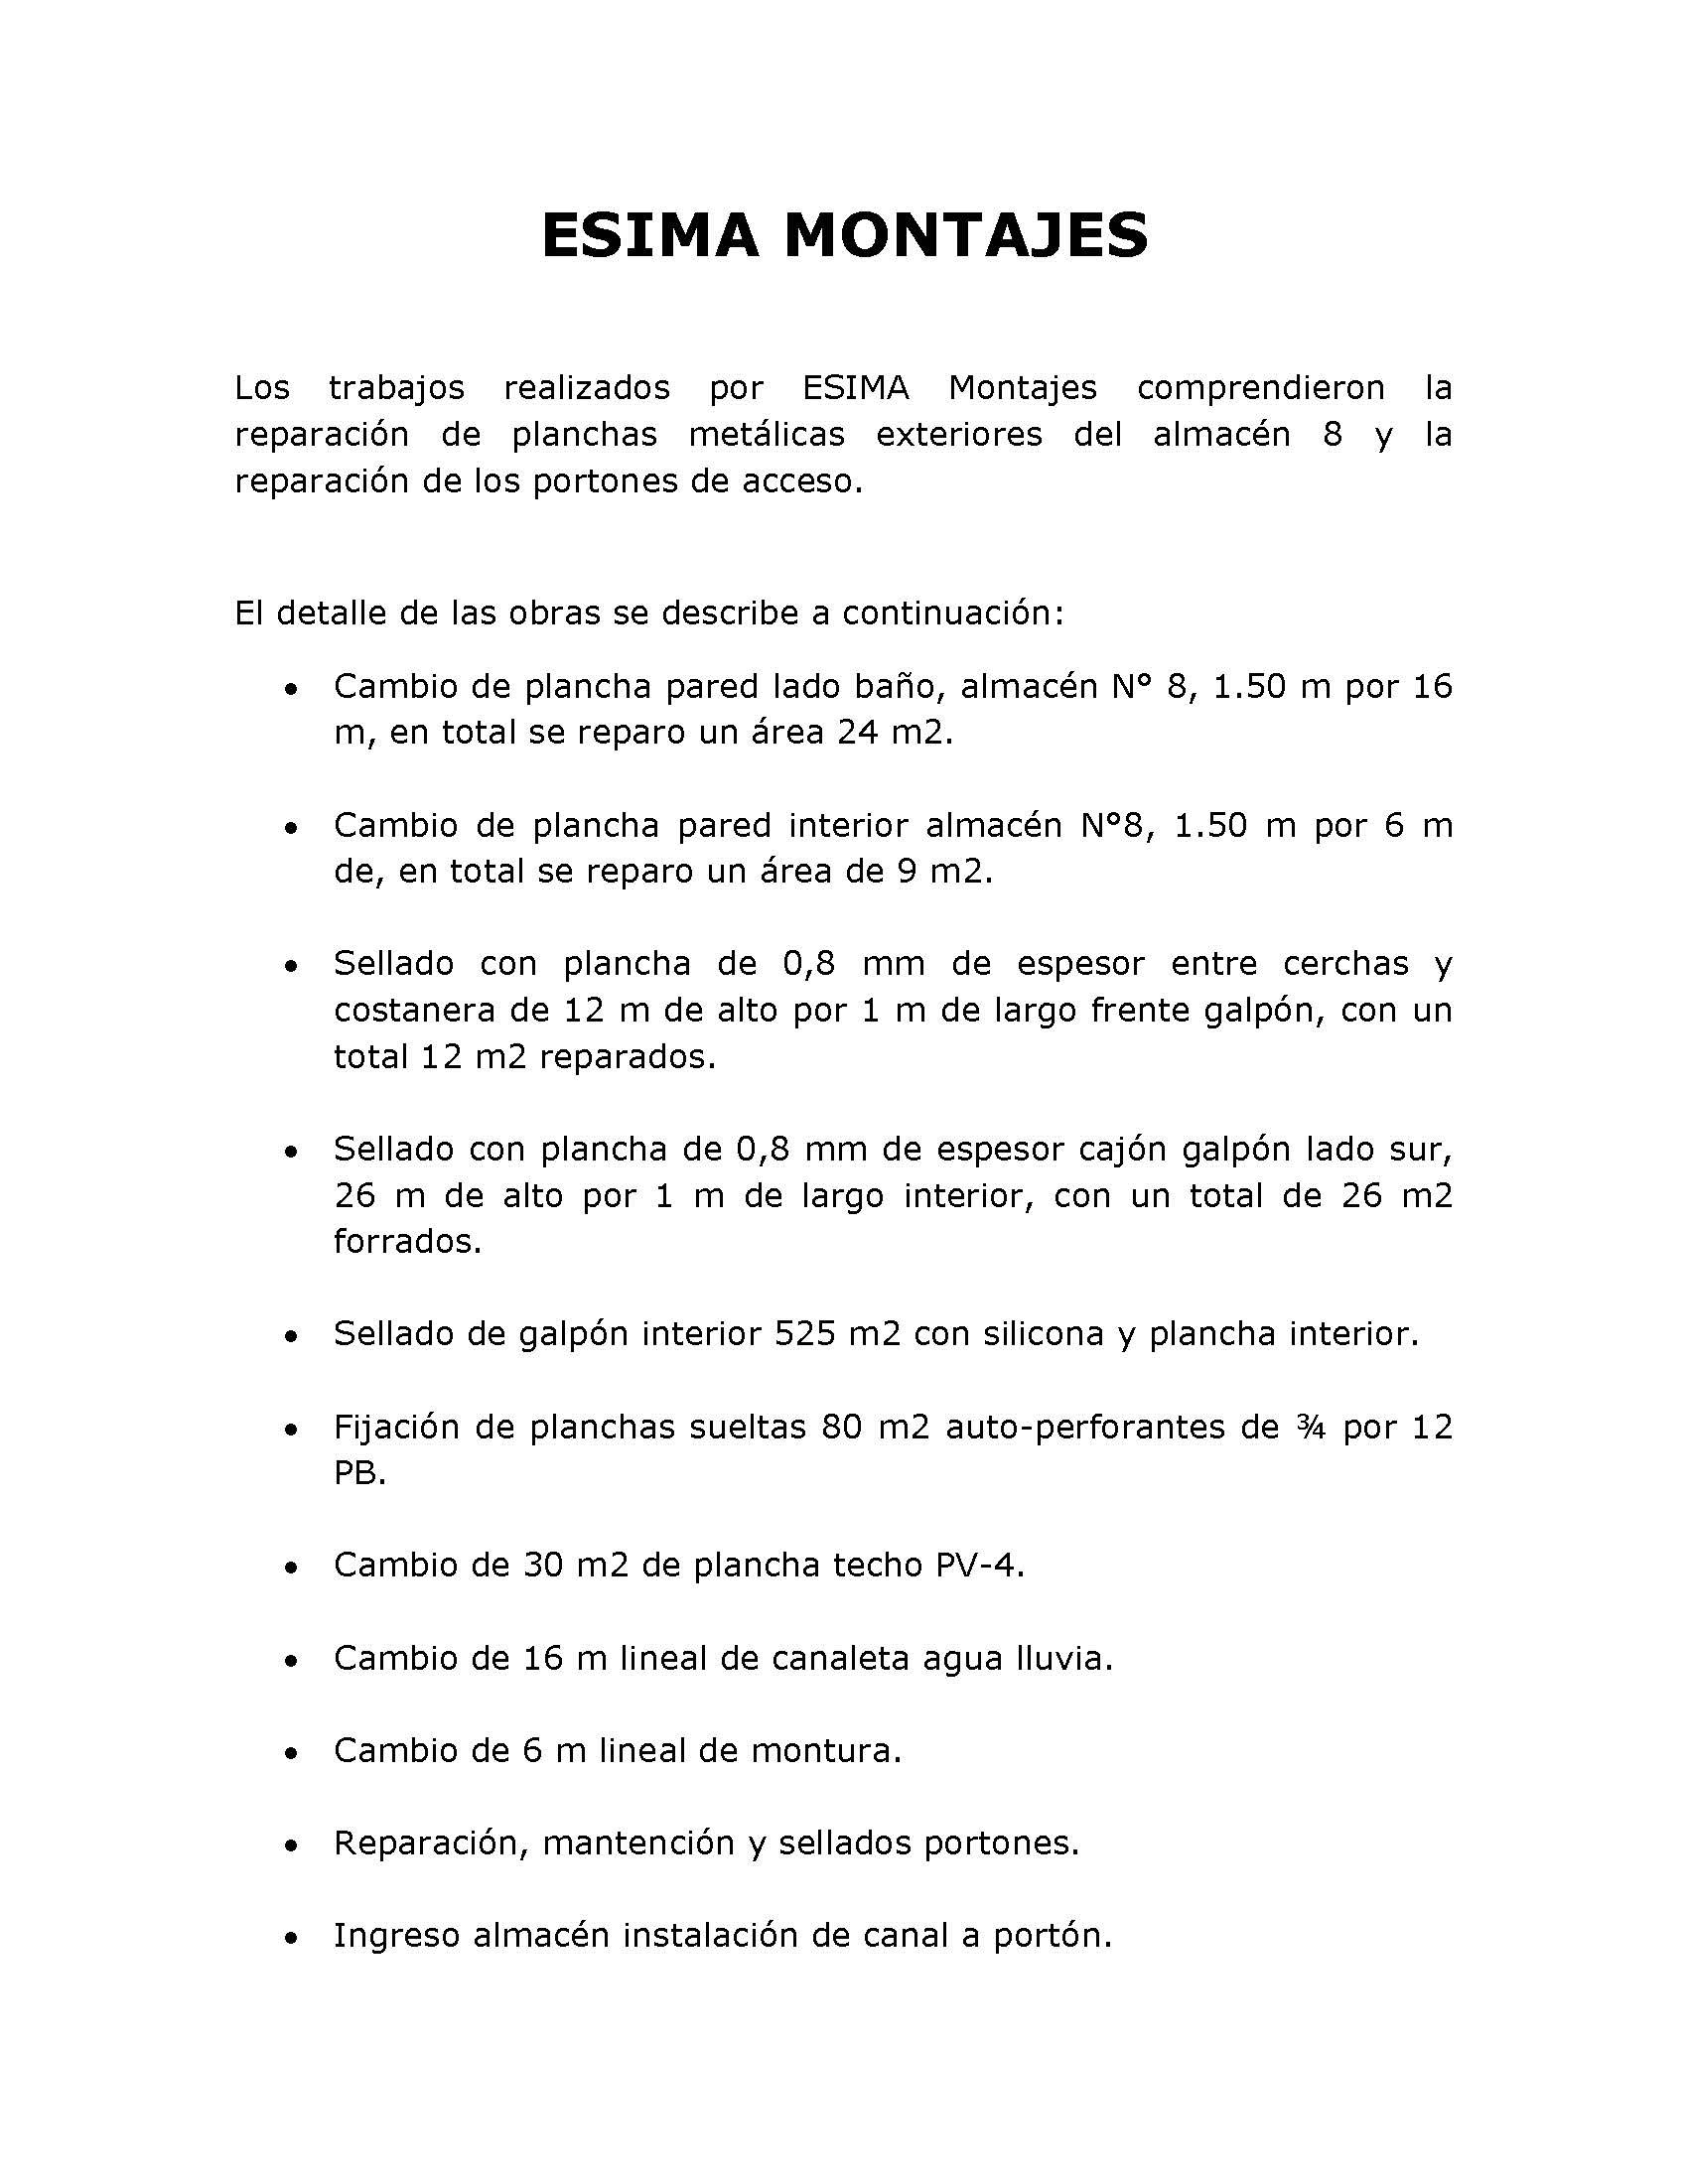 ESIMA MONTAJES
Los trabajos realizados por ESIMA Montajes comprendieron la
reparación de planchas metálicas exteriores del almacén 8 y la
reparación de los portones de acceso.
El detalle de las obras se describe a continuación:
• Cambio de plancha pared lado baño, almacén N° 8, 1.50 m por 16
m, en total se reparo un área 24 m2.
• Cambio de plancha pared interior almacén N°8, 1.50 m por 6 m
de, en total se reparo un área de 9 m2.
• Sellado con plancha de 0,8 mm de espesor entre cerchas y
costanera de 12 m de alto por 1 m de largo frente galpón, con un
total 12 m2 reparados.
• Sellado con plancha de 0,8 mm de espesor cajón galpón lado sur,
26 m de alto por 1 m de largo interior, con un total de 26 m2
forrados.
• Sellado de galpón interior 525 m2 con silicona y plancha interior.
• Fijación de planchas sueltas 80 m2 auto-perforantes de ¾ por 12
PB.
• Cambio de 30 m2 de plancha techo PV-4.
• Cambio de 16 m lineal de canaleta agua lluvia.
• Cambio de 6 m lineal de montura.
• Reparación, mantención y sellados portones.
• Ingreso almacén instalación de canal a portón.